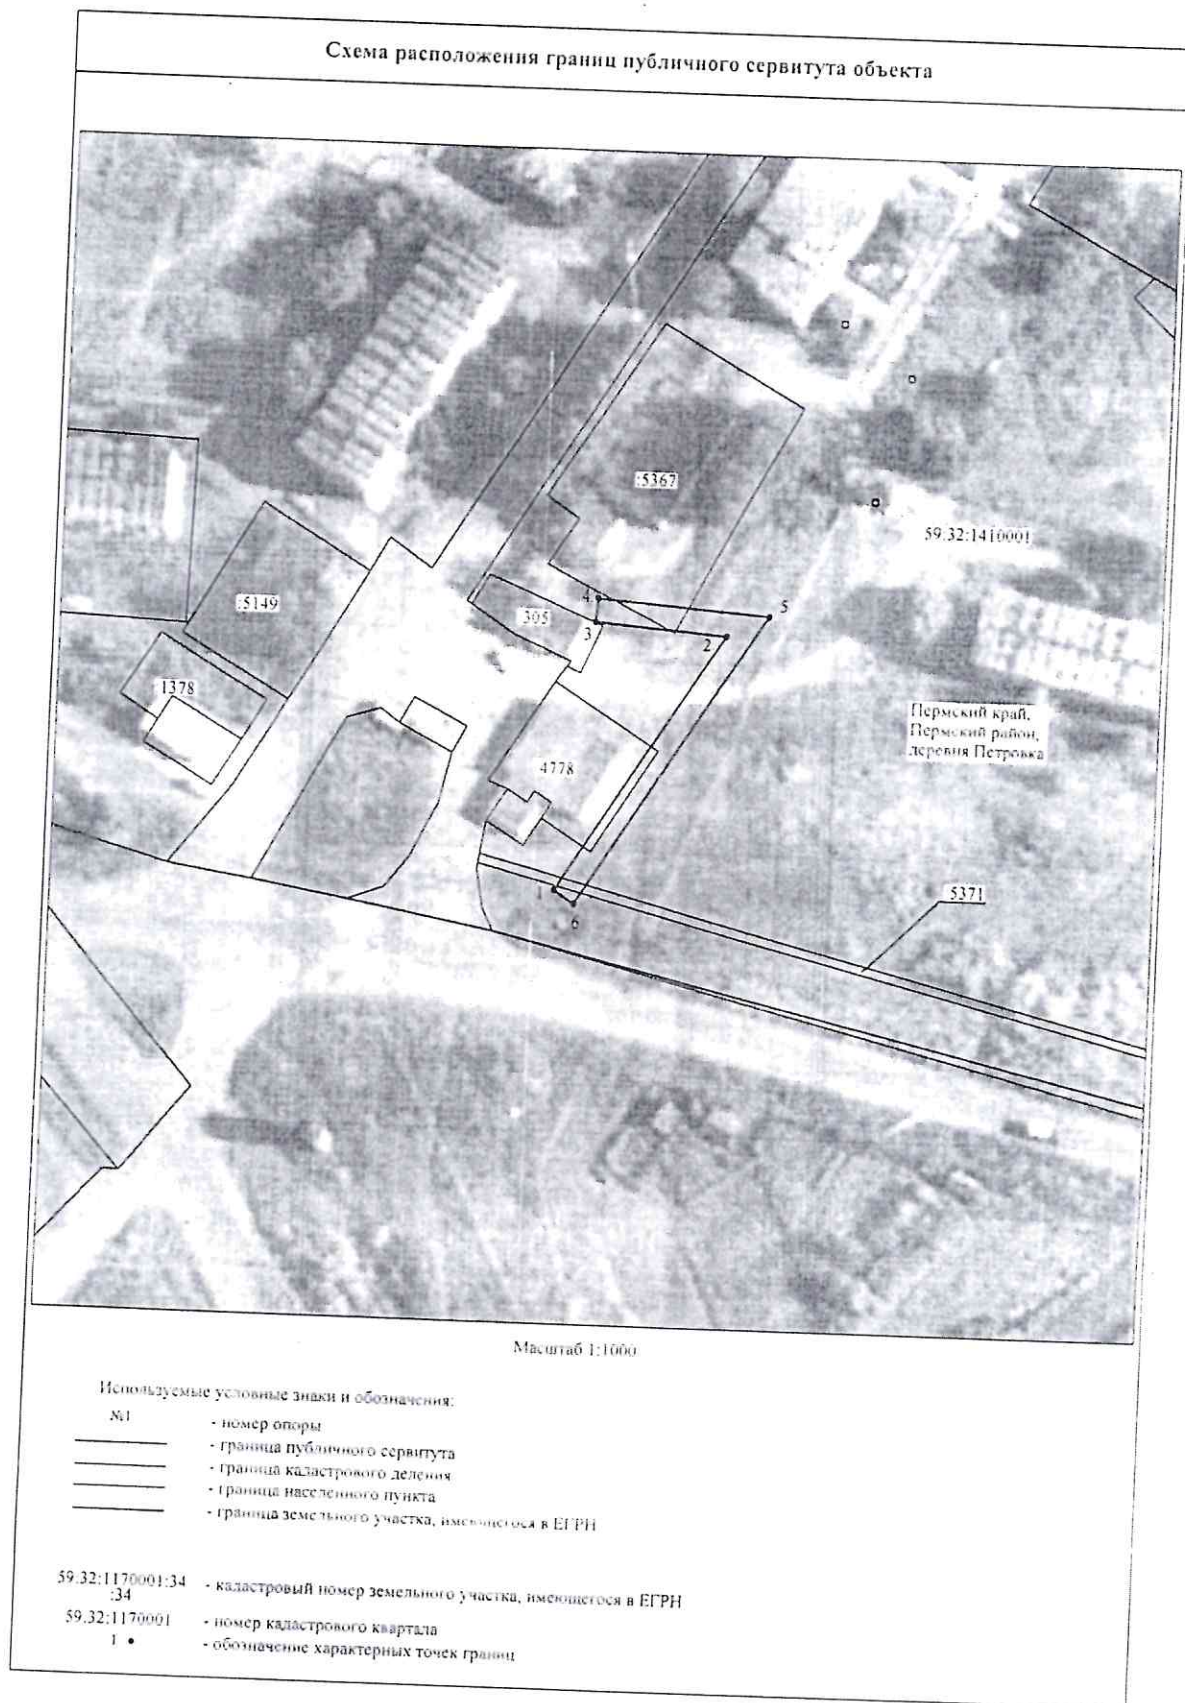 Схема расположения границ публичного сервитута объекта
:5367
59:32:1410001
:5149
305
4
5
3
2
1378
Пермский край,
Пермский район,
деревня Петровка
4778
5371
1
6
Масштаб 1:1000
Используемые условные знаки и обозначения:
№1 - номер опоры
- граница публичного сервитута
- граница кадастрового деления
- граница населенного пункта
- граница земельного участка, имеющегося в ЕГРН
59:32:1170001:34
:34
- кадастровый номер земельного участка, имеющегося в ЕГРН
59:32:1170001 - номер кадастрового квартала
1 • - обозначение характерных точек границ